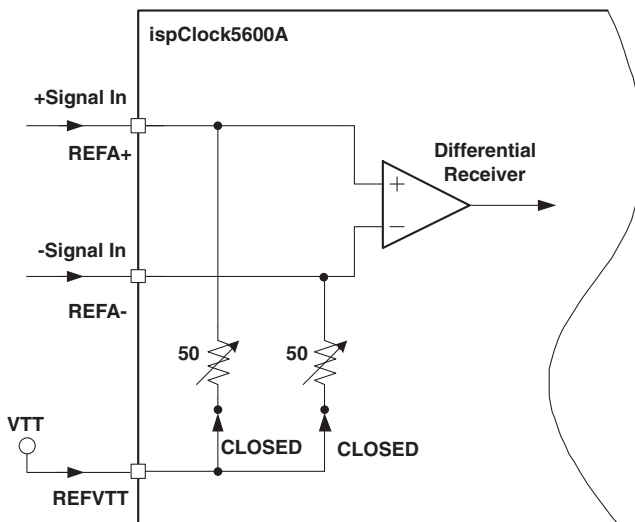 ispClock5600A
+Signal In
REFA+
Differential
Receiver
+
−
-Signal In
REFA-
50
50
VTT
CLOSED
CLOSED
REFVTT